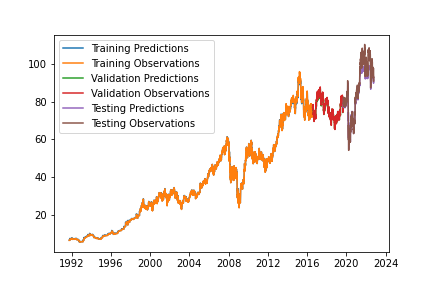 Training Predictions
Training Observations
Validation Predictions
Validation Observations
Testing Predictions
Testing Observations
100
80
60
40
20
1992 1996 2000 2004 2008 2012 2016 2020 2024